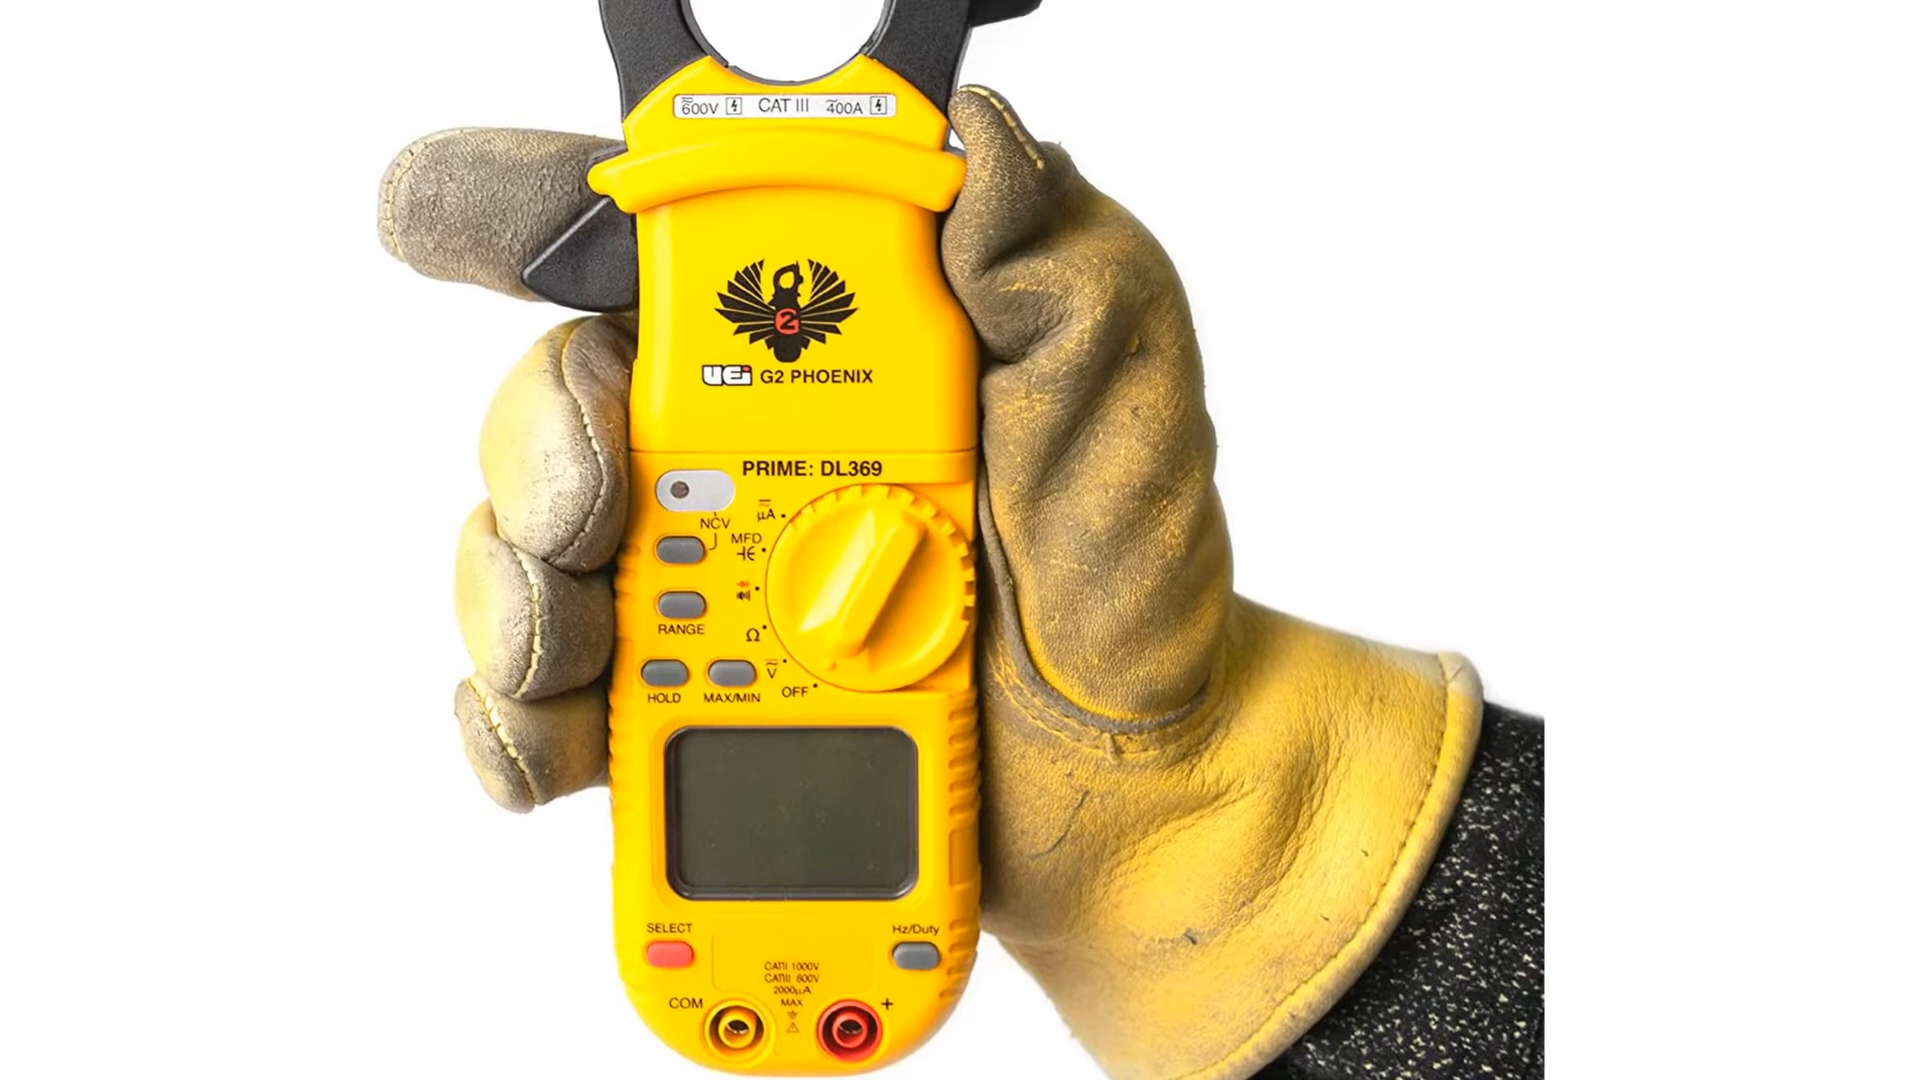 600V CAT III 400A
2
UEi G2 PHOENIX
PRIME: DL369
µA
NCV
MFD
RANGE
Ω
V
HOLD
MAX/MIN
OFF
SELECT
Hz/Duty
CATII 1000V
CATIII 600V
2000µA
MAX
COM
+